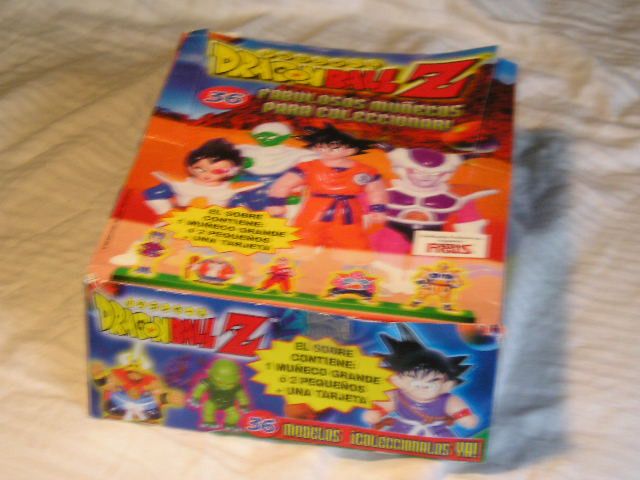 DRAGON BALL Z
36 FABULOSOS MUÑECOS
PARA COLECCIONAR!
EL SOBRE
CONTIENE:
1 MUÑECO GRANDE
ó 2 PEQUEÑOS
+ UNA TARJETA
DRAGON BALL Z
EL SOBRE
CONTIENE:
1 MUÑECO GRANDE
ó 2 PEQUEÑOS
+ UNA TARJETA
36 MODELOS ¡COLECCIONALOS YA!